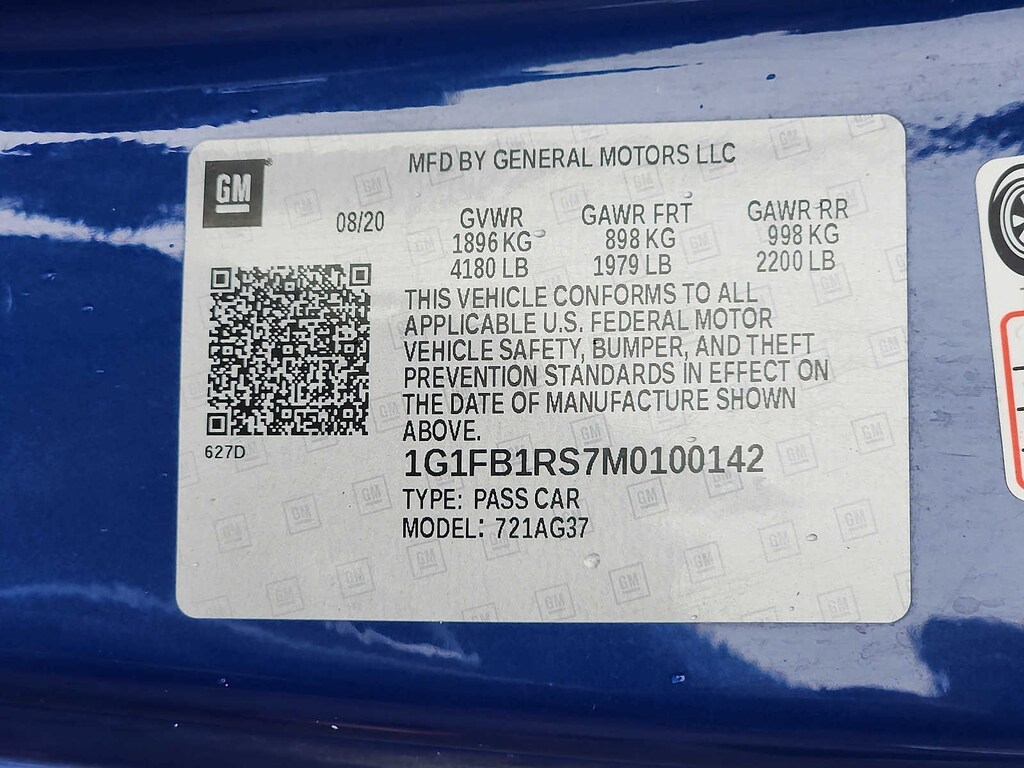 MFD BY GENERAL MOTORS LLC
GM
08/20 GVWR GAWR FRT GAWR RR
1896 KG 898 KG 998 KG
4180 LB 1979 LB 2200 LB
THIS VEHICLE CONFORMS TO ALL
APPLICABLE U.S. FEDERAL MOTOR
VEHICLE SAFETY, BUMPER, AND THEFT
PREVENTION STANDARDS IN EFFECT ON
THE DATE OF MANUFACTURE SHOWN
ABOVE.
627D
1G1FB1RS7M0100142
TYPE: PASS CAR
MODEL: 721AG37